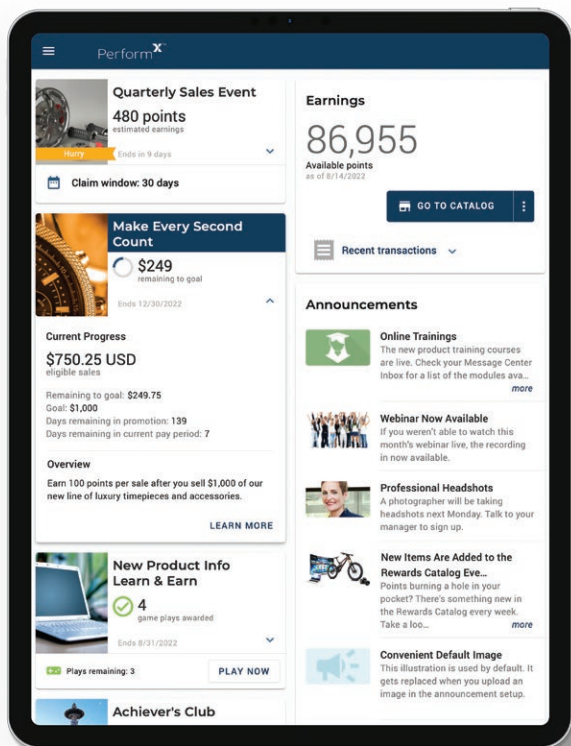 PerformX™
Quarterly Sales Event
480 points
estimated earnings
Hurry
Ends in 9 days
Claim window: 30 days
Make Every Second
Count
$249
remaining to goal
Ends 12/30/2022
Current Progress
$750.25 USD
eligible sales
Remaining to goal: $249.75
Goal: $1,000
Days remaining in promotion: 139
Days remaining in current pay period: 7
Overview
Earn 100 points per sale after you sell $1,000 of our
new line of luxury timepieces and accessories.
LEARN MORE
New Product Info
Learn & Earn
4
game plays awarded
Ends 8/31/2022
Plays remaining: 3
PLAY NOW
Achiever's Club
Earnings
86,955
Available points
as of 8/14/2022
GO TO CATALOG
Recent transactions
Announcements
Online Trainings
The new product training courses
are live. Check your Message Center
Inbox for a list of the modules ava...
more
Webinar Now Available
If you weren't able to watch this
month's webinar live, the recording
in now available.
Professional Headshots
A photographer will be taking
headshots next Monday. Talk to your
manager to sign up.
New Items Are Added to the
Rewards Catalog Eve...
Points burning a hole in your
pocket? There's something new in
the Rewards Catalog every week.
Take a loo...
more
Convenient Default Image
This illustration is used by default. It
gets replaced when you upload an
image in the announcement setup.